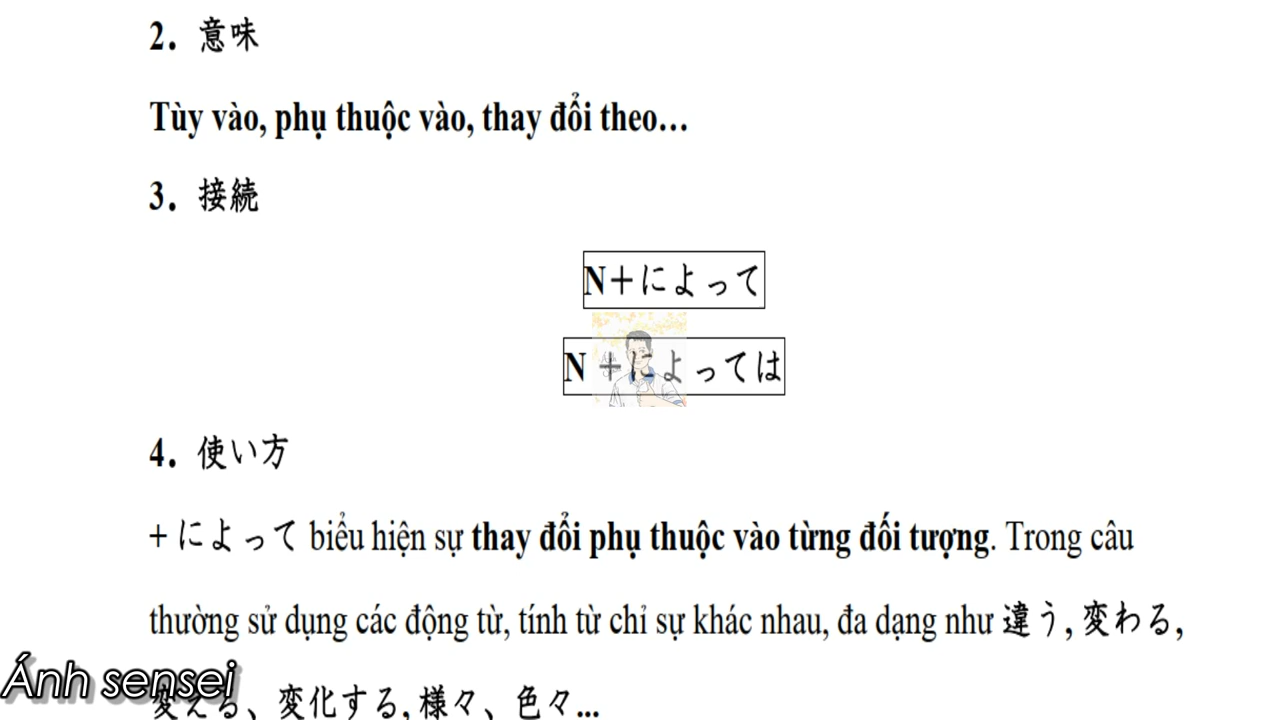 2. 意味
Tùy vào, phụ thuộc vào, thay đổi theo…
3. 接続
N＋によって
N ＋によっては
4. 使い方
+ によって biểu hiện sự thay đổi phụ thuộc vào từng đối tượng. Trong câu
thường sử dụng các động từ, tính từ chỉ sự khác nhau, đa dạng như 違う, 変わる,
変える、変化する, 様々、色々...
Ánh sensei